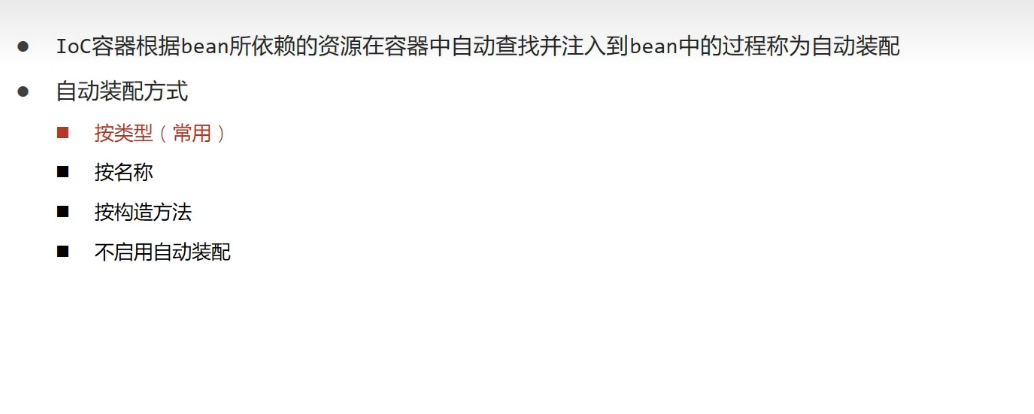 IoC容器根据bean所依赖的资源在容器中自动查找并注入到bean中的过程称为自动装配
自动装配方式
按类型（常用）
按名称
按构造方法
不启用自动装配